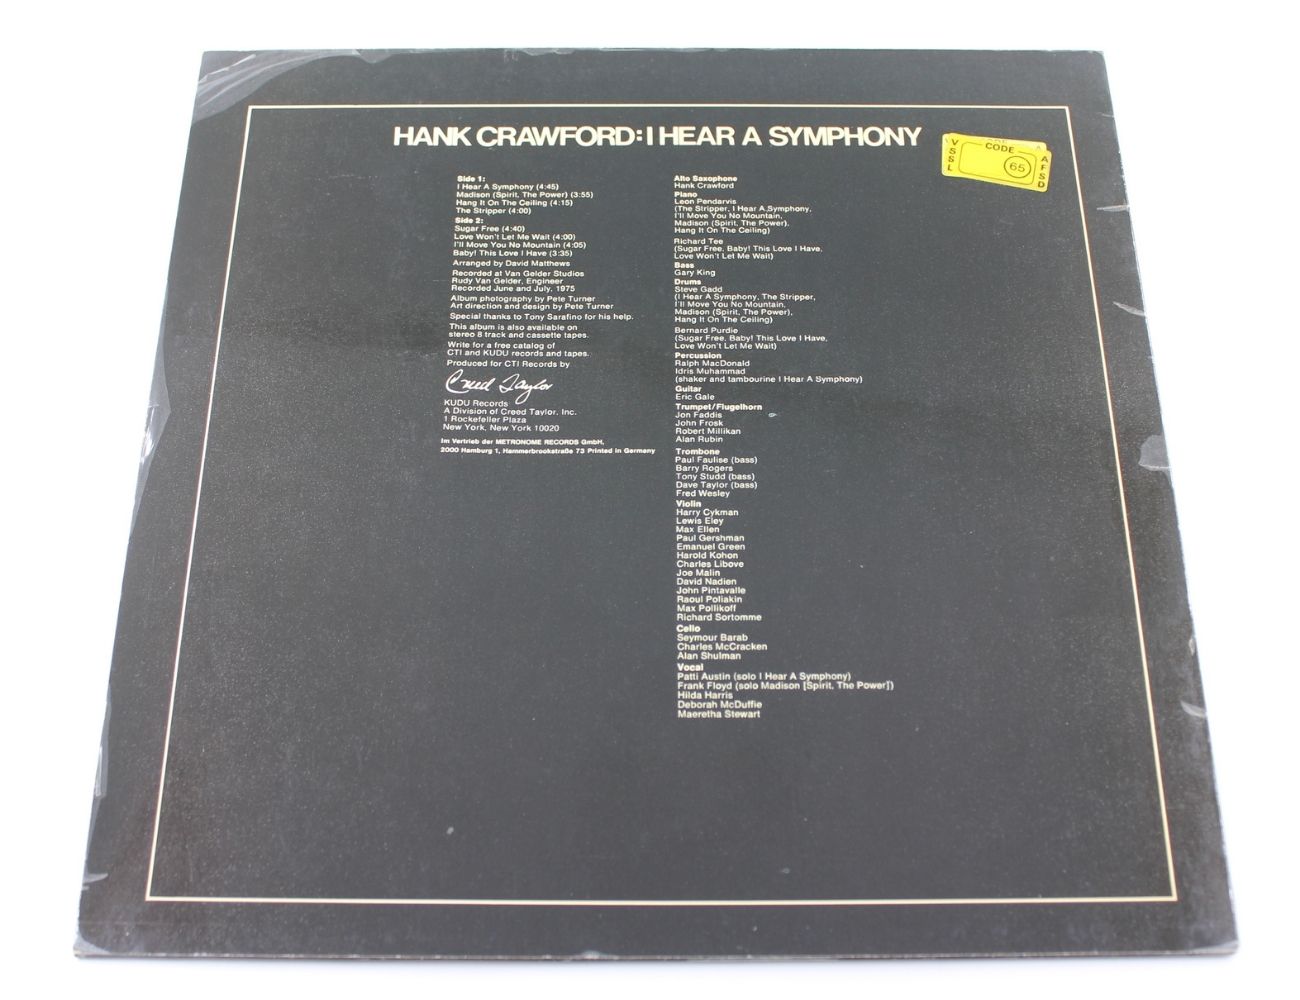 HANK CRAWFORD: I HEAR A SYMPHONY
Side 1:
I Hear A Symphony (4:45)
Madison (Spirit, The Power) (3:55)
Hang It On The Ceiling (4:15)
The Stripper (4:00)
Side 2:
Sugar Free (4:40)
Love Won't Let Me Wait (4:00)
I'll Move You No Mountain (4:05)
Baby! This Love I Have (3:35)
Arranged by David Matthews
Recorded at Van Gelder Studios
Rudy Van Gelder, Engineer
Recorded June and July, 1975
Album photography by Pete Turner
Art direction and design by Pete Turner
Special thanks to Tony Sarafino for his help.
This album is also available on
stereo 8 track and cassette tapes.
Write for a free catalog of
CTI and KUDU records and tapes.
Produced for CTI Records by
Creed Taylor
KUDU Records
A Division of Creed Taylor, Inc.
1 Rockefeller Plaza
New York, New York 10020
Im Vertrieb der METRONOME RECORDS GmbH,
2000 Hamburg 1, Hammerbrookstraße 73 Printed in Germany
Alto Saxophone
Hank Crawford
Piano
Leon Pendarvis
(The Stripper, I Hear A Symphony,
I'll Move You No Mountain,
Madison (Spirit, The Power),
Hang It On The Ceiling)
Richard Tee
(Sugar Free, Baby! This Love I Have,
Love Won't Let Me Wait)
Bass
Gary King
Drums
Steve Gadd
(I Hear A Symphony, The Stripper,
I'll Move You No Mountain,
Madison (Spirit, The Power),
Hang It On The Ceiling)
Bernard Purdie
(Sugar Free, Baby! This Love I Have,
Love Won't Let Me Wait)
Percussion
Ralph MacDonald
Idris Muhammad
(shaker and tambourine I Hear A Symphony)
Guitar
Eric Gale
Trumpet/Flugelhorn
Jon Faddis
John Frosk
Robert Millikan
Alan Rubin
Trombone
Paul Faulise (bass)
Barry Rogers
Tony Studd (bass)
Dave Taylor (bass)
Fred Wesley
Violin
Harry Cykman
Lewis Eley
Max Ellen
Paul Gershman
Emanuel Green
Harold Kohon
Charles Libove
Joe Malin
David Nadien
John Pintavalle
Raoul Poliakin
Max Pollikoff
Richard Sortomme
Cello
Seymour Barab
Charles McCracken
Alan Shulman
Vocal
Patti Austin (solo I Hear A Symphony)
Frank Floyd (solo Madison [Spirit, The Power])
Hilda Harris
Deborah McDuffie
Maeretha Stewart
VSSL
CODE
65
AFSD